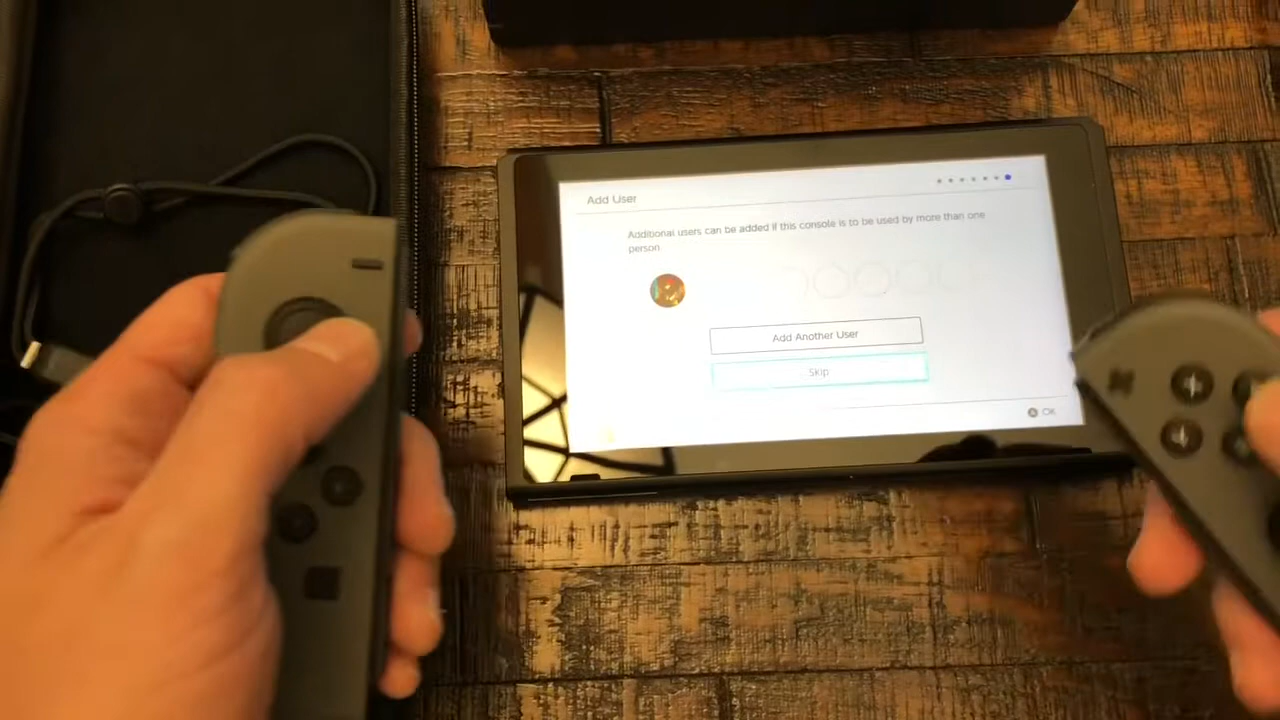 Add User
Additional users can be added if this console is to be used by more than one
person.
Add Another User
Skip
A OK